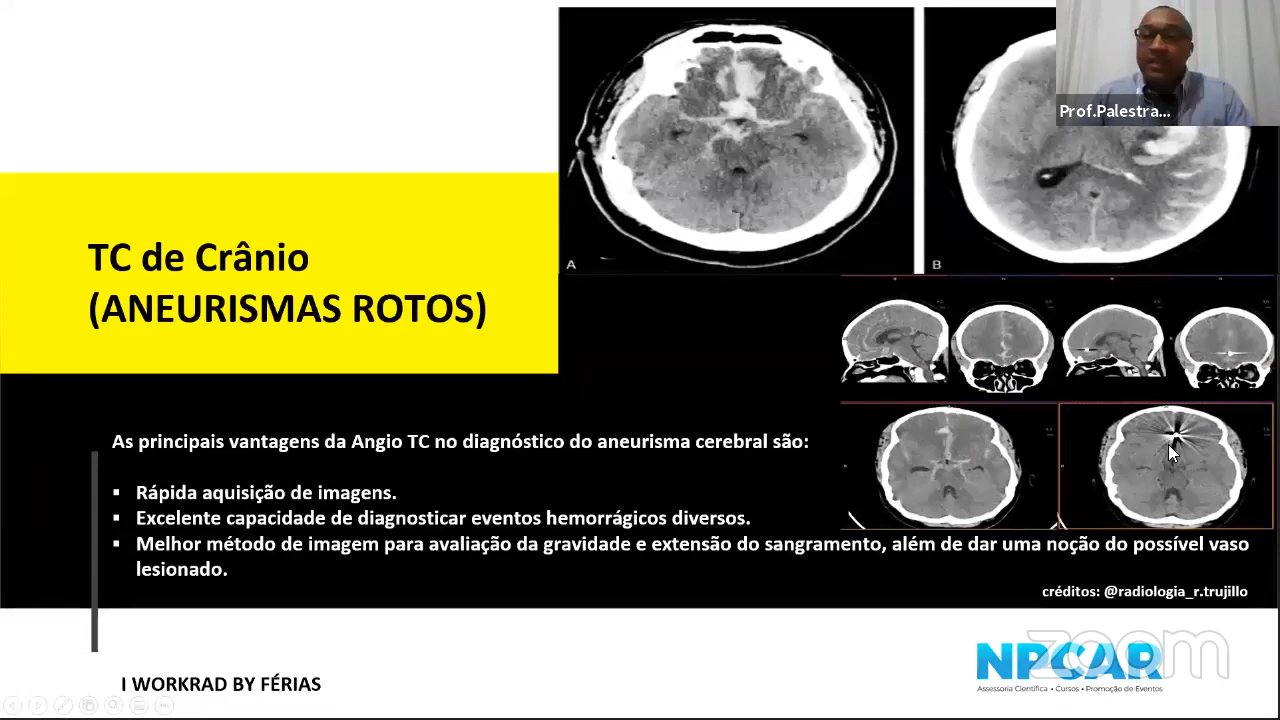 Prof.Palestra...
A
B
TC de Crânio
(ANEURISMAS ROTOS)
As principais vantagens da Angio TC no diagnóstico do aneurisma cerebral são:
▪ Rápida aquisição de imagens.
▪ Excelente capacidade de diagnosticar eventos hemorrágicos diversos.
▪ Melhor método de imagem para avaliação da gravidade e extensão do sangramento, além de dar uma noção do possível vaso
lesionado.
créditos: @radiologia_r.trujillo
zoom
NPCAR
Assessoria Científica • Cursos • Promoção de Eventos
I WORKRAD BY FÉRIAS